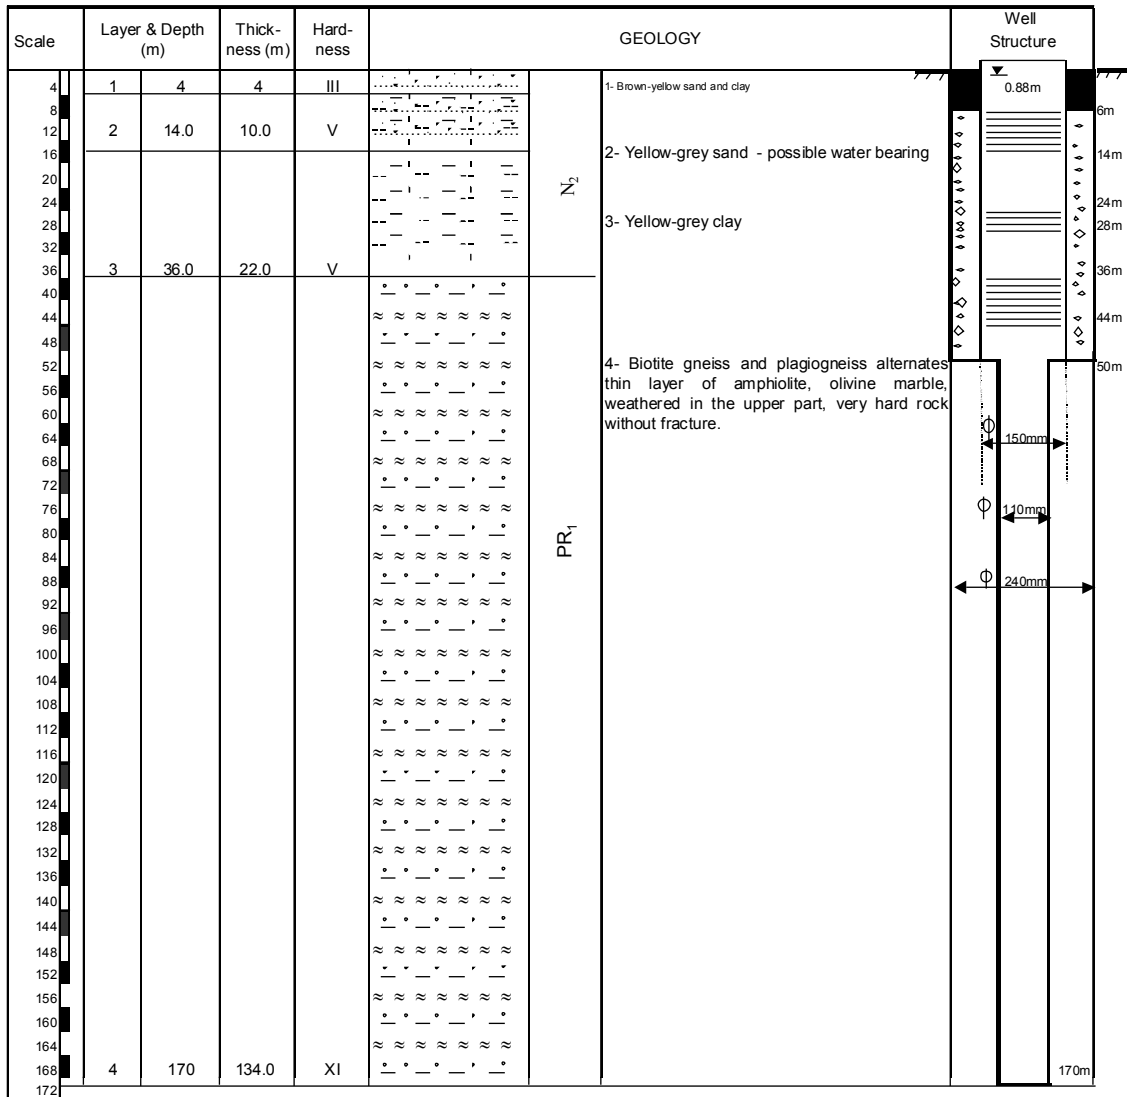 Scale
Layer & Depth
(m)
Thick-
ness (m)
Hard-
ness
GEOLOGY
Well
Structure
4
8
12
16
20
24
28
32
36
40
44
48
52
56
60
64
68
72
76
80
84
88
92
96
100
104
108
112
116
120
124
128
132
136
140
144
148
152
156
160
164
168
172
1 4 4 III
2 14.0 10.0 V
3 36.0 22.0 V
4 170 134.0 XI
N2
PR1
1- Brown-yellow sand and clay
2- Yellow-grey sand - possible water bearing
3- Yellow-grey clay
4- Biotite gneiss and plagiogneiss alternates
thin layer of amphiolite, olivine marble,
weathered in the upper part, very hard rock
without fracture.
0.88m
6m
14m
24m
28m
36m
44m
50m
ϕ 150mm
ϕ 110mm
ϕ 240mm
170m